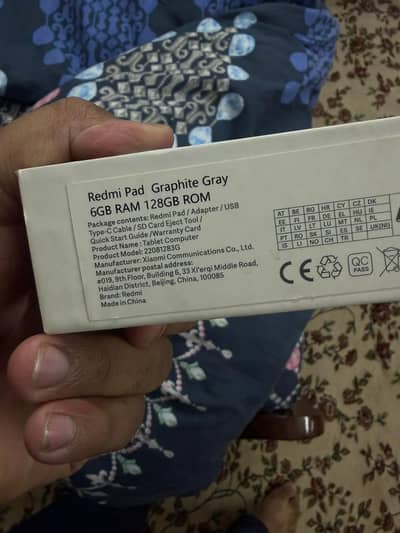 Redmi Pad Graphite Gray
6GB RAM 128GB ROM
Package contents: Redmi Pad / Adapter / USB
Type-C Cable / SD Card Eject Tool /
Quick Start Guide / Warranty Card
Product Name: Tablet Computer
Product Model: 22081283G
Manufacturer: Xiaomi Communications Co., Ltd.
Manufacturer postal address:
#019, 9th Floor, Building 6, 33 Xi'erqi Middle Road,
Haidian District, Beijing, China, 100085
Brand: Redmi
Made in China
AT BE BG HR CY CZ DK
EE FI FR DE EL HU IE
IT LV LT LU MT NL PL
PT RO SK SI ES SE UK(NI)
IS LI NO CH TR
CE
QC
PASS